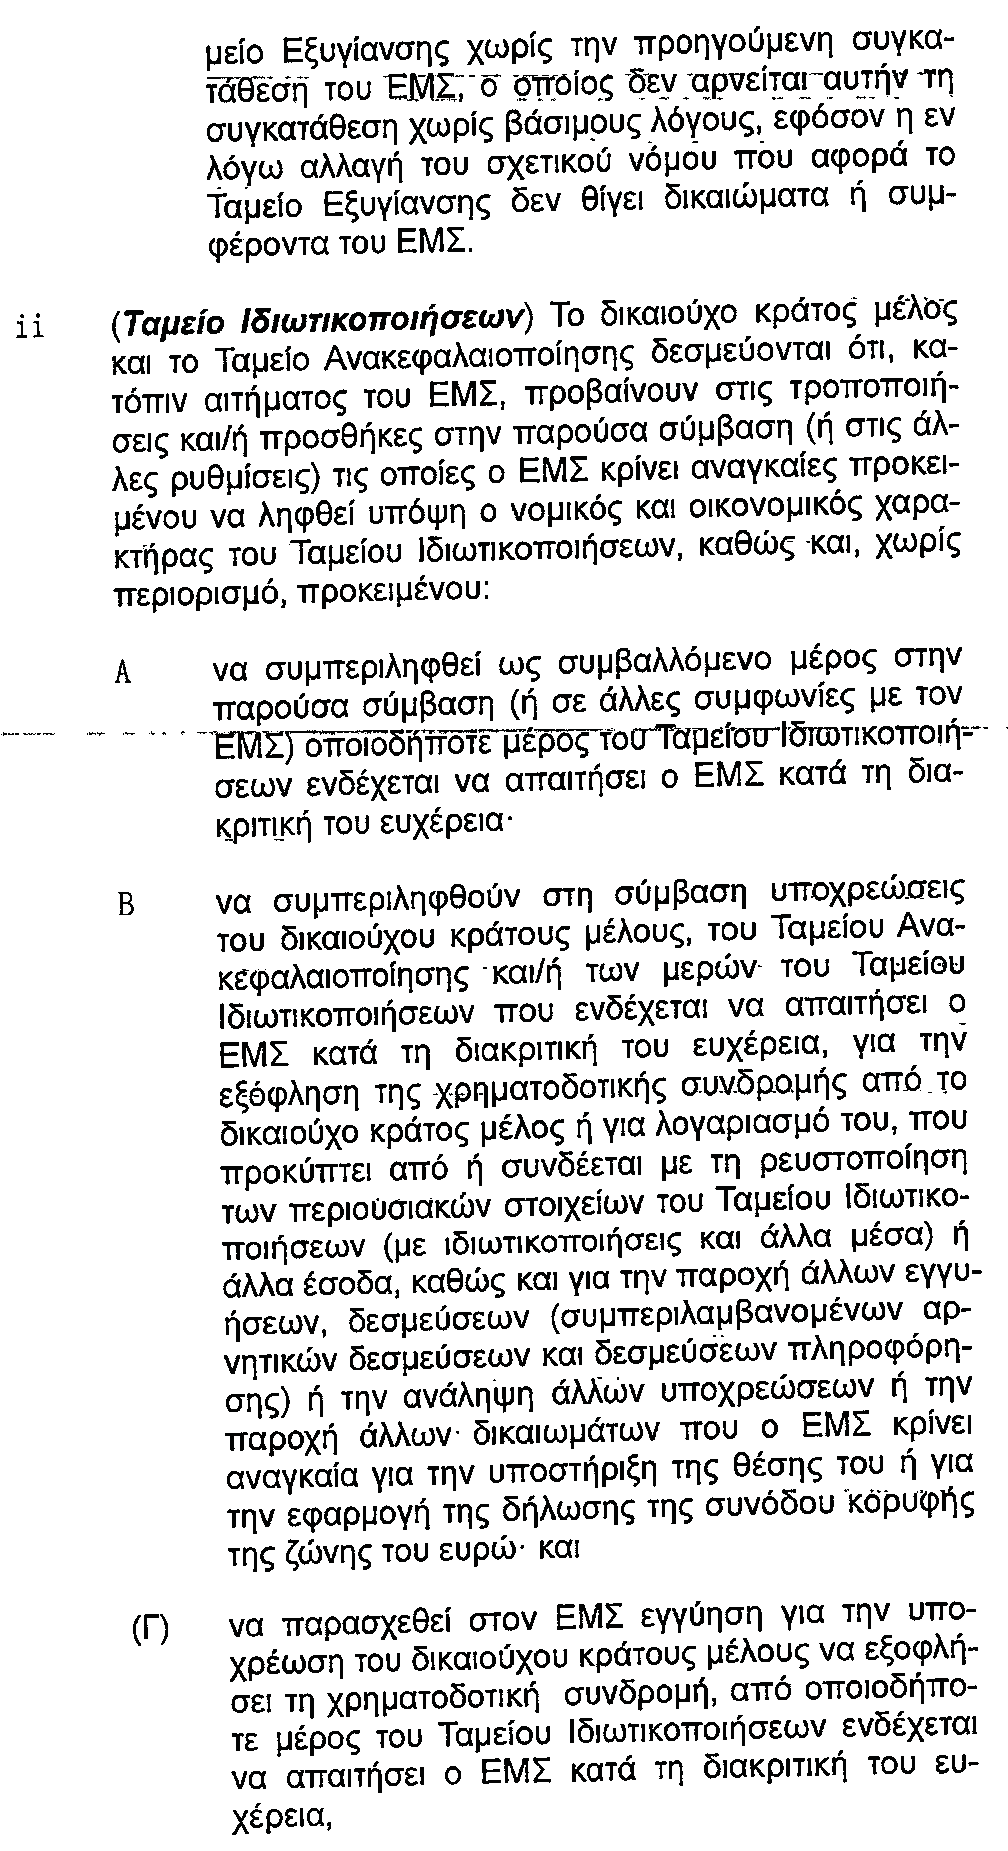 μείο Εξυγίανσης χωρίς την προηγούμενη συγκα-
τάθεση του ΕΜΣ, ο οποίος δεν αρνείται αυτήν τη
συγκατάθεση χωρίς βάσιμους λόγους, εφόσον η εν
λόγω αλλαγή του σχετικού νόμου που αφορά το
Ταμείο Εξυγίανσης δεν θίγει δικαιώματα ή συμ-
φέροντα του ΕΜΣ.
ii (Ταμείο Ιδιωτικοποιήσεων) Το δικαιούχο κράτος μέλος
και το Ταμείο Ανακεφαλαιοποίησης δεσμεύονται ότι, κα-
τόπιν αιτήματος του ΕΜΣ, προβαίνουν στις τροποποιή-
σεις και/ή προσθήκες στην παρούσα σύμβαση (ή στις άλ-
λες ρυθμίσεις) τις οποίες ο ΕΜΣ κρίνει αναγκαίες προκει-
μένου να ληφθεί υπόψη ο νομικός και οικονομικός χαρα-
κτήρας του Ταμείου Ιδιωτικοποιήσεων, καθώς και, χωρίς
περιορισμό, προκειμένου:
Α να συμπεριληφθεί ως συμβαλλόμενο μέρος στην
παρούσα σύμβαση (ή σε άλλες συμφωνίες με τον
ΕΜΣ) οποιοδήποτε μέρος του Ταμείου Ιδιωτικοποιή-
σεων ενδέχεται να απαιτήσει ο ΕΜΣ κατά τη δια-
κριτική του ευχέρεια·
Β να συμπεριληφθούν στη σύμβαση υποχρεώσεις
του δικαιούχου κράτους μέλους, του Ταμείου Ανα-
κεφαλαιοποίησης και/ή των μερών του Ταμείου
Ιδιωτικοποιήσεων που ενδέχεται να απαιτήσει ο
ΕΜΣ κατά τη διακριτική του ευχέρεια, για την
εξόφληση της χρηματοδοτικής συνδρομής από το
δικαιούχο κράτος μέλος ή για λογαριασμό του, που
προκύπτει από ή συνδέεται με τη ρευστοποίηση
των περιουσιακών στοιχείων του Ταμείου Ιδιωτικο-
ποιήσεων (με ιδιωτικοποιήσεις και άλλα μέσα) ή
άλλα έσοδα, καθώς και για την παροχή άλλων εγγυ-
ήσεων, δεσμεύσεων (συμπεριλαμβανομένων αρ-
νητικών δεσμεύσεων και δεσμεύσεων πληροφόρη-
σης) ή την ανάληψη άλλων υποχρεώσεων ή την
παροχή άλλων δικαιωμάτων που ο ΕΜΣ κρίνει
αναγκαία για την υποστήριξη της θέσης του ή για
την εφαρμογή της δήλωσης της συνόδου κορυφής
της ζώνης του ευρώ· και
(Γ) να παρασχεθεί στον ΕΜΣ εγγύηση για την υπο-
χρέωση του δικαιούχου κράτους μέλους να εξοφλή-
σει τη χρηματοδοτική συνδρομή, από οποιοδήπο-
τε μέρος του Ταμείου Ιδιωτικοποιήσεων ενδέχεται
να απαιτήσει ο ΕΜΣ κατά τη διακριτική του ευ-
χέρεια,